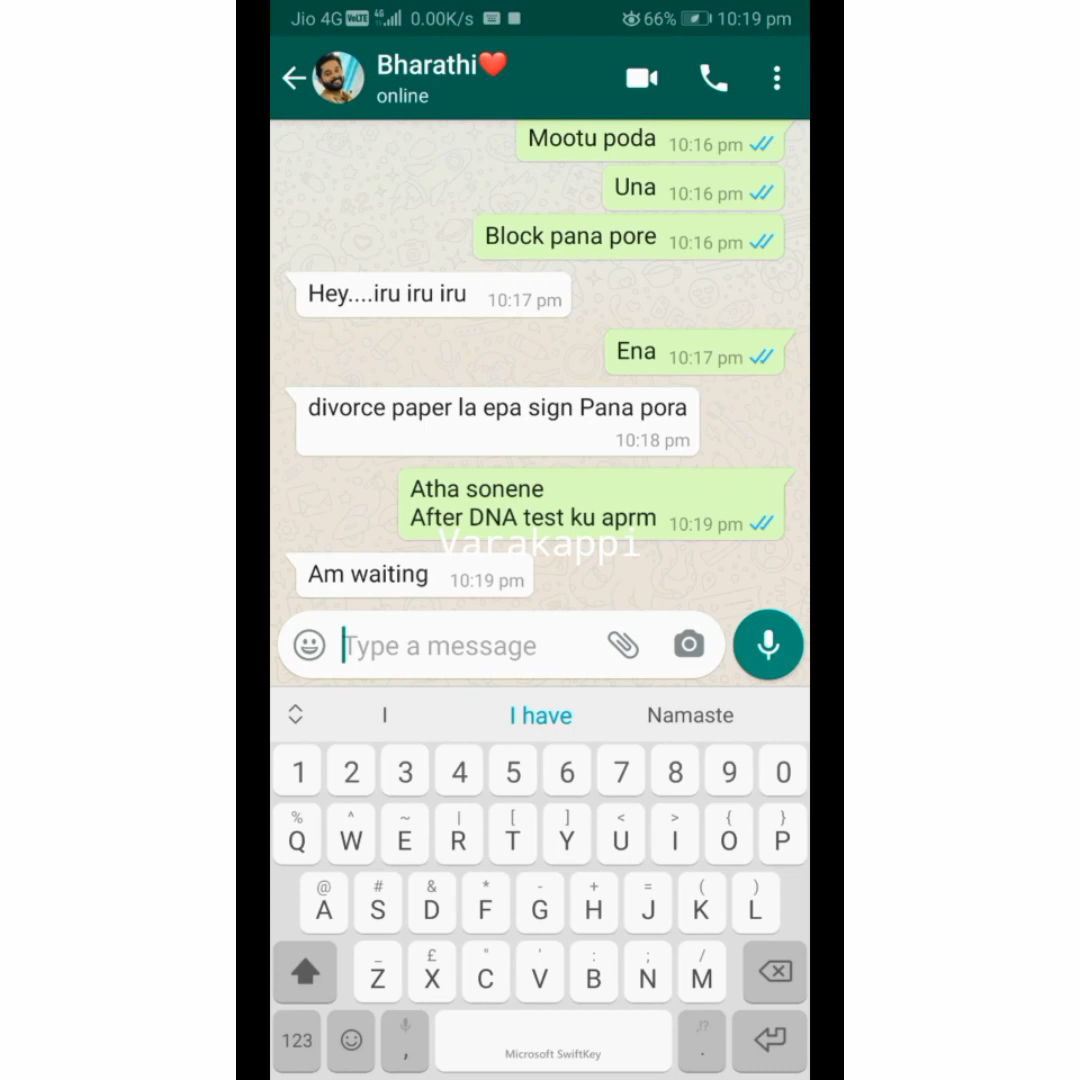 Jio 4G VoLTE 4G 0.00K/s 66% 10:19 pm
Bharathi❤️
online
Mootu poda 10:16 pm
Una 10:16 pm
Block pana pore 10:16 pm
Hey....iru iru iru 10:17 pm
Ena 10:17 pm
divorce paper la epa sign Pana pora
10:18 pm
Atha sonene
After DNA test ku aprm 10:19 pm
Varakappi
Am waiting 10:19 pm
Type a message
I I have Namaste
1 2 3 4 5 6 7 8 9 0
% ^ ~ | [ ] < > { }
Q W E R T Y U I O P
@ # & * - + = ( )
A S D F G H J K L
_ £ " ' : ; /
Z X C V B N M
!?
123 , .
Microsoft SwiftKey